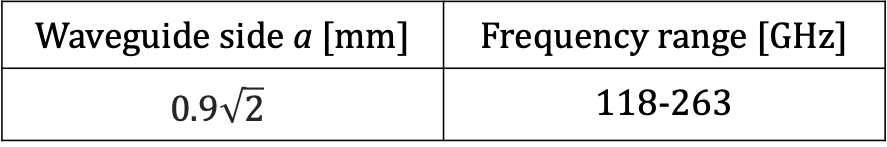 Waveguide side a [mm] Frequency range [GHz]
0.9√2 118-263